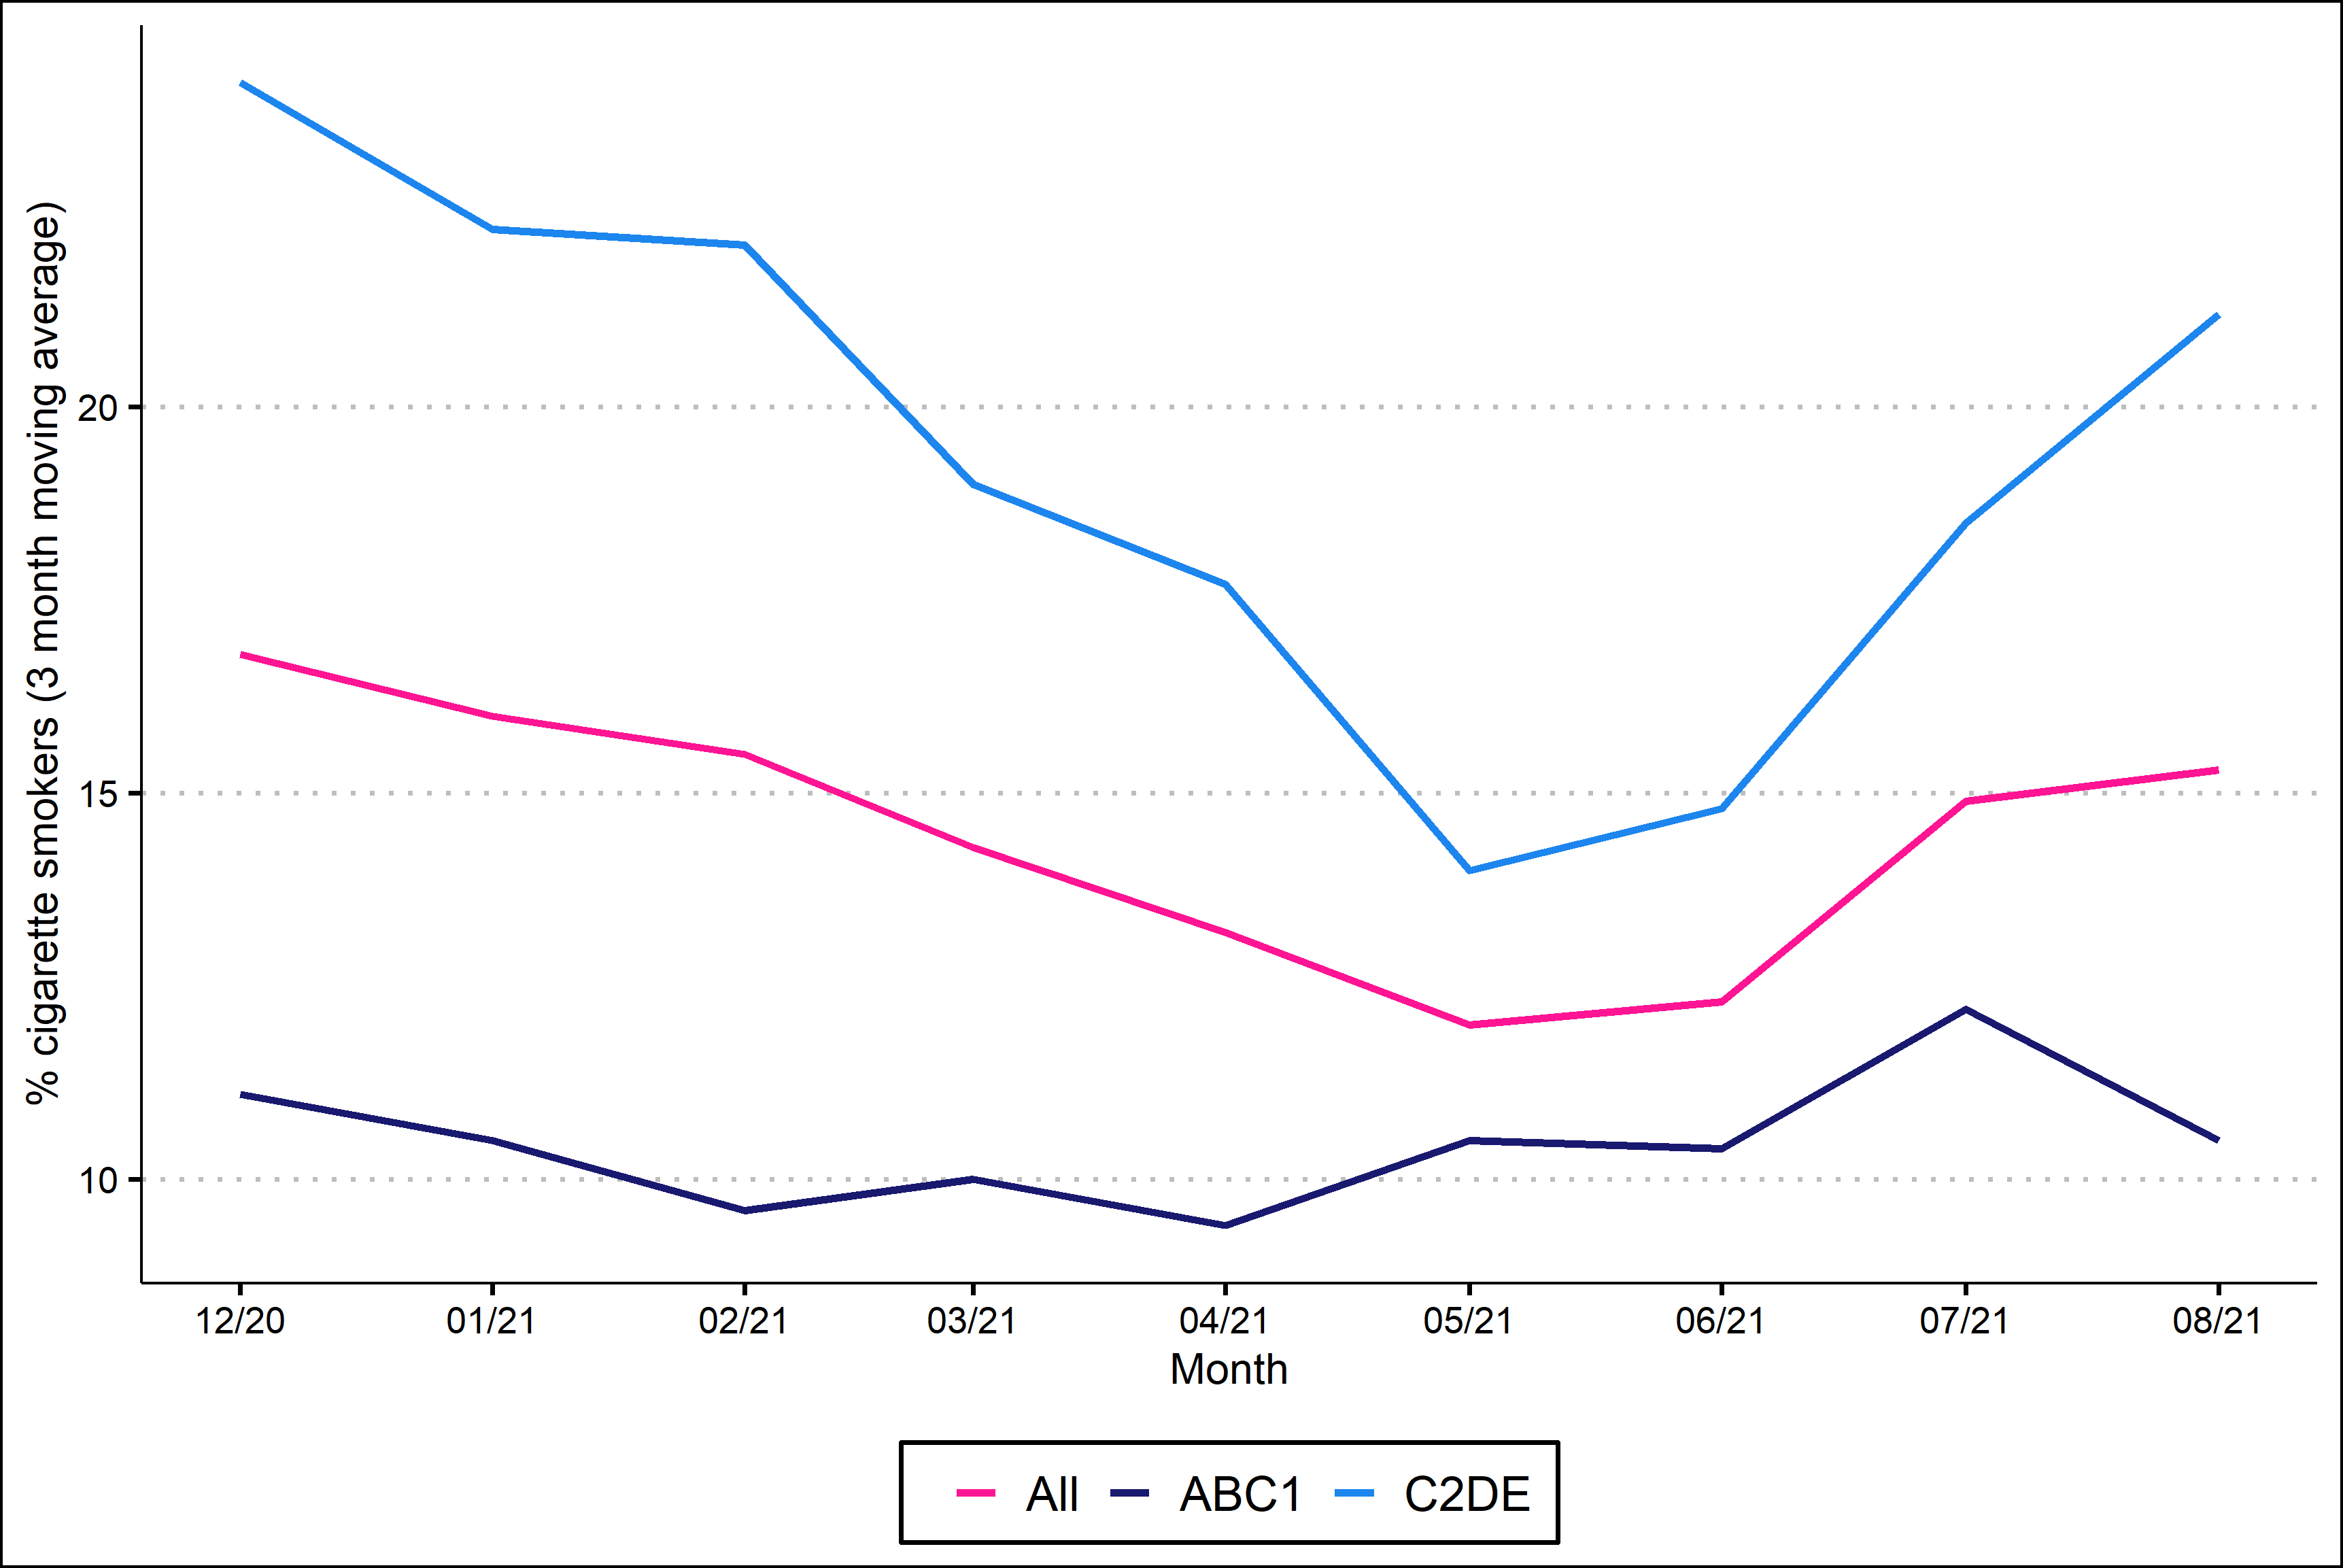 % cigarette smokers (3 month moving average)
20
15
10
12/20 01/21 02/21 03/21 04/21 05/21 06/21 07/21 08/21
Month
All ABC1 C2DE